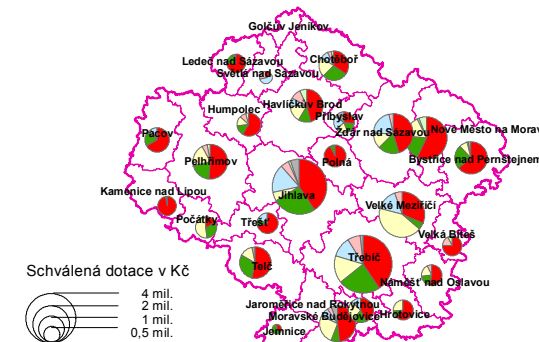 Golčův Jeníkov
Ledeč nad Sázavou
Chotěboř
Světlá nad Sázavou
Havlíčkův Brod
Humpolec
Přibyslav
Žďár nad Sázavou
Nové Město na Morav
Pacov
Pelhřimov
Polná
Bystřice nad Pernštejnem
Kamenice nad Lipou
Jihlava
Počátky
Třešť
Velké Meziříčí
Velká Bíteš
Telč
Třebíč
Náměšť nad Oslavou
Schválená dotace v Kč
4 mil.
2 mil.
1 mil.
0,5 mil.
Jaroměřice nad Rokytnou
Moravské Budějovice
Hrotovice
Jemnice